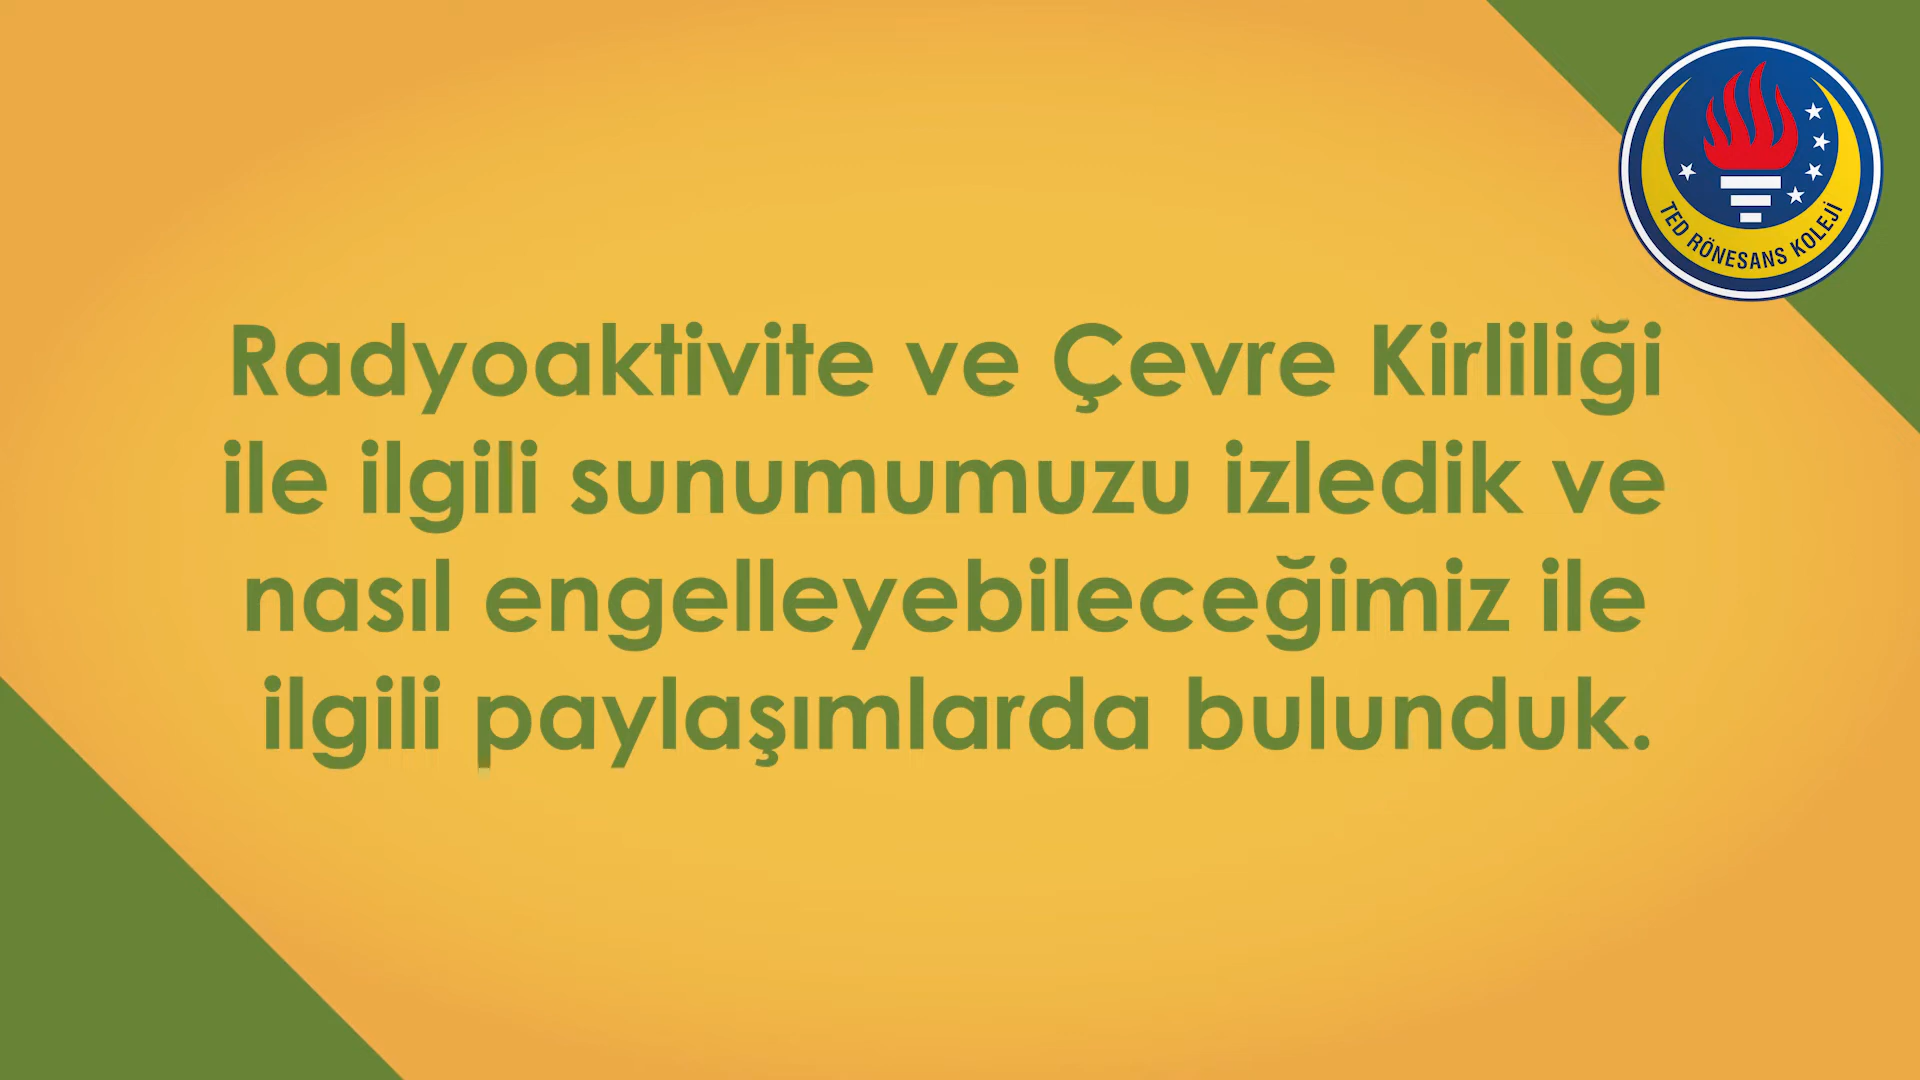 TED RÖNESANS KOLEJİ
Radyoaktivite ve Çevre Kirliliği
ile ilgili sunumumuzu izledik ve
nasıl engelleyebileceğimiz ile
ilgili paylaşımlarda bulunduk.